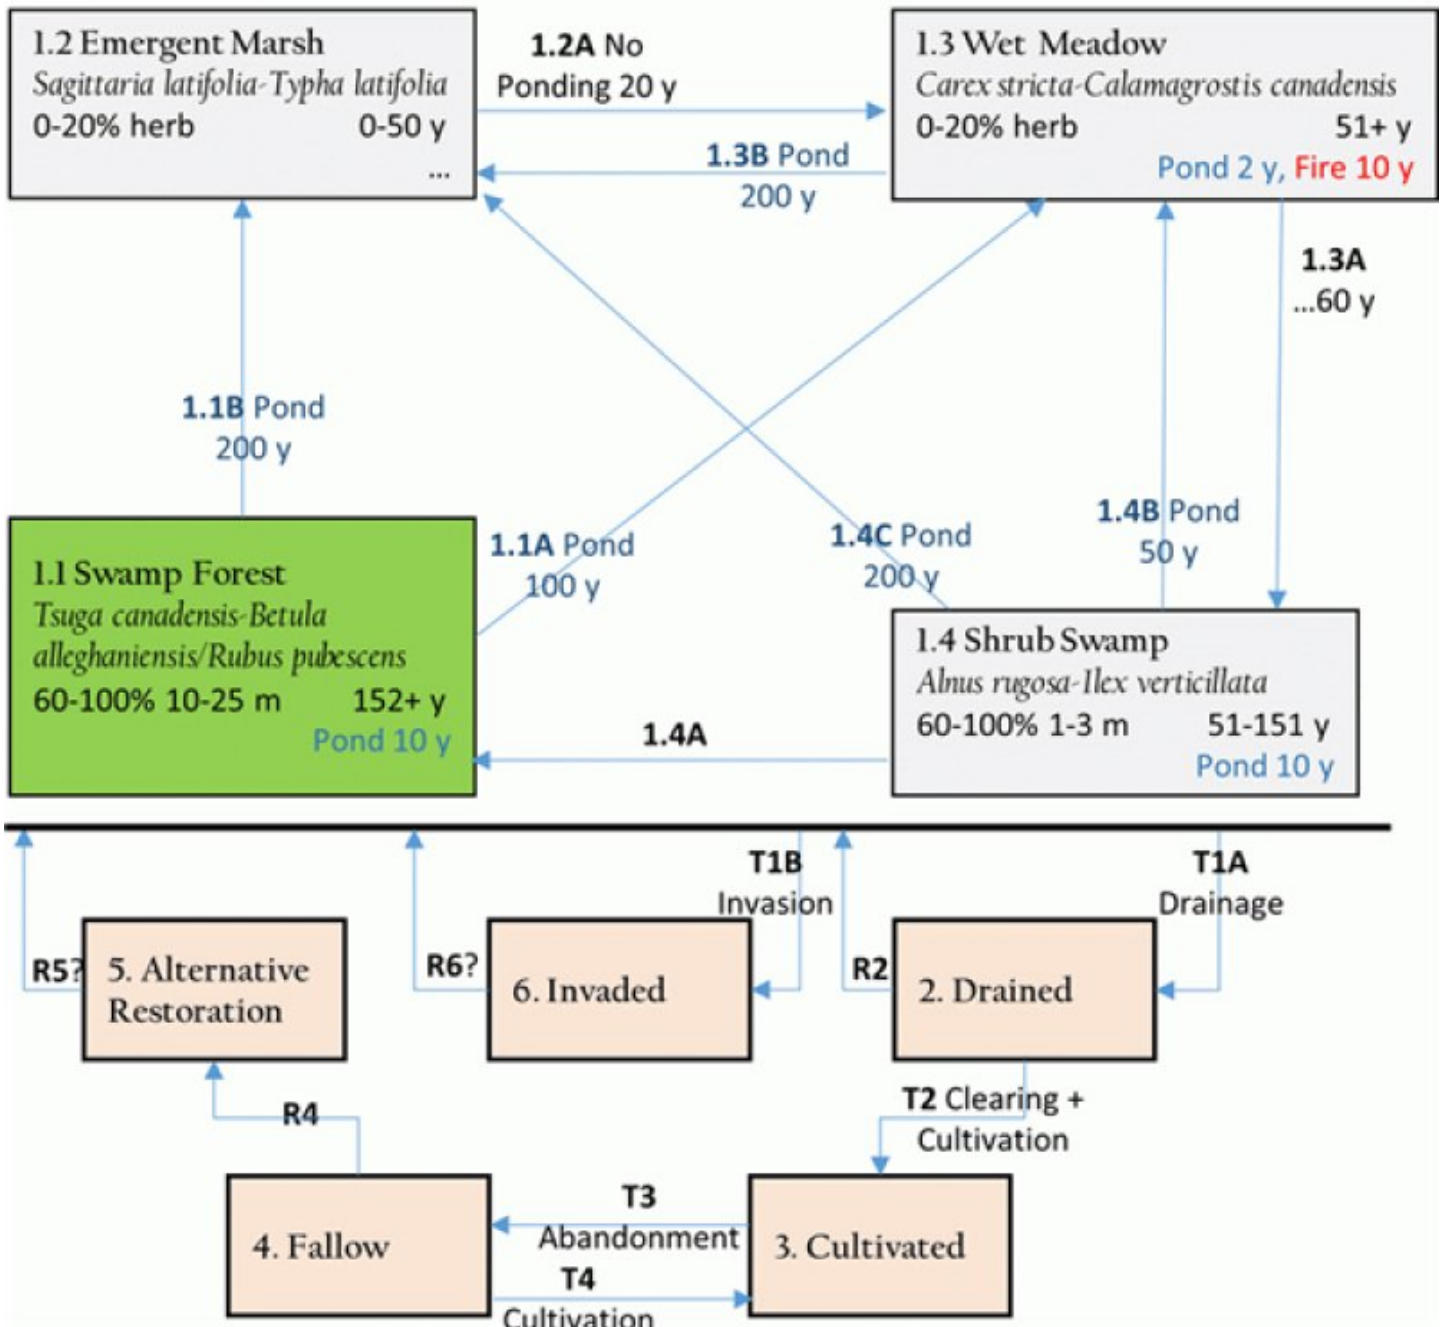 1.2 Emergent Marsh
Sagittaria latifolia-Typha latifolia
0-20% herb 0-50 y
...
1.2A No
Ponding 20 y
1.3B Pond
200 y
1.3 Wet Meadow
Carex stricta-Calamagrostis canadensis
0-20% herb 51+ y
Pond 2 y, Fire 10 y
1.3A
...60 y
1.1B Pond
200 y
1.1A Pond
100 y
1.4C Pond
200 y
1.4B Pond
50 y
1.1 Swamp Forest
Tsuga canadensis-Betula
alleghaniensis/Rubus pubescens
60-100% 10-25 m 152+ y
Pond 10 y
1.4A
1.4 Shrub Swamp
Alnus rugosa-Ilex verticillata
60-100% 1-3 m 51-151 y
Pond 10 y
T1B
Invasion
T1A
Drainage
R5?
5. Alternative
Restoration
R6?
6. Invaded
R2
2. Drained
R4
T2 Clearing +
Cultivation
4. Fallow
T3
Abandonment
T4
Cultivation
3. Cultivated